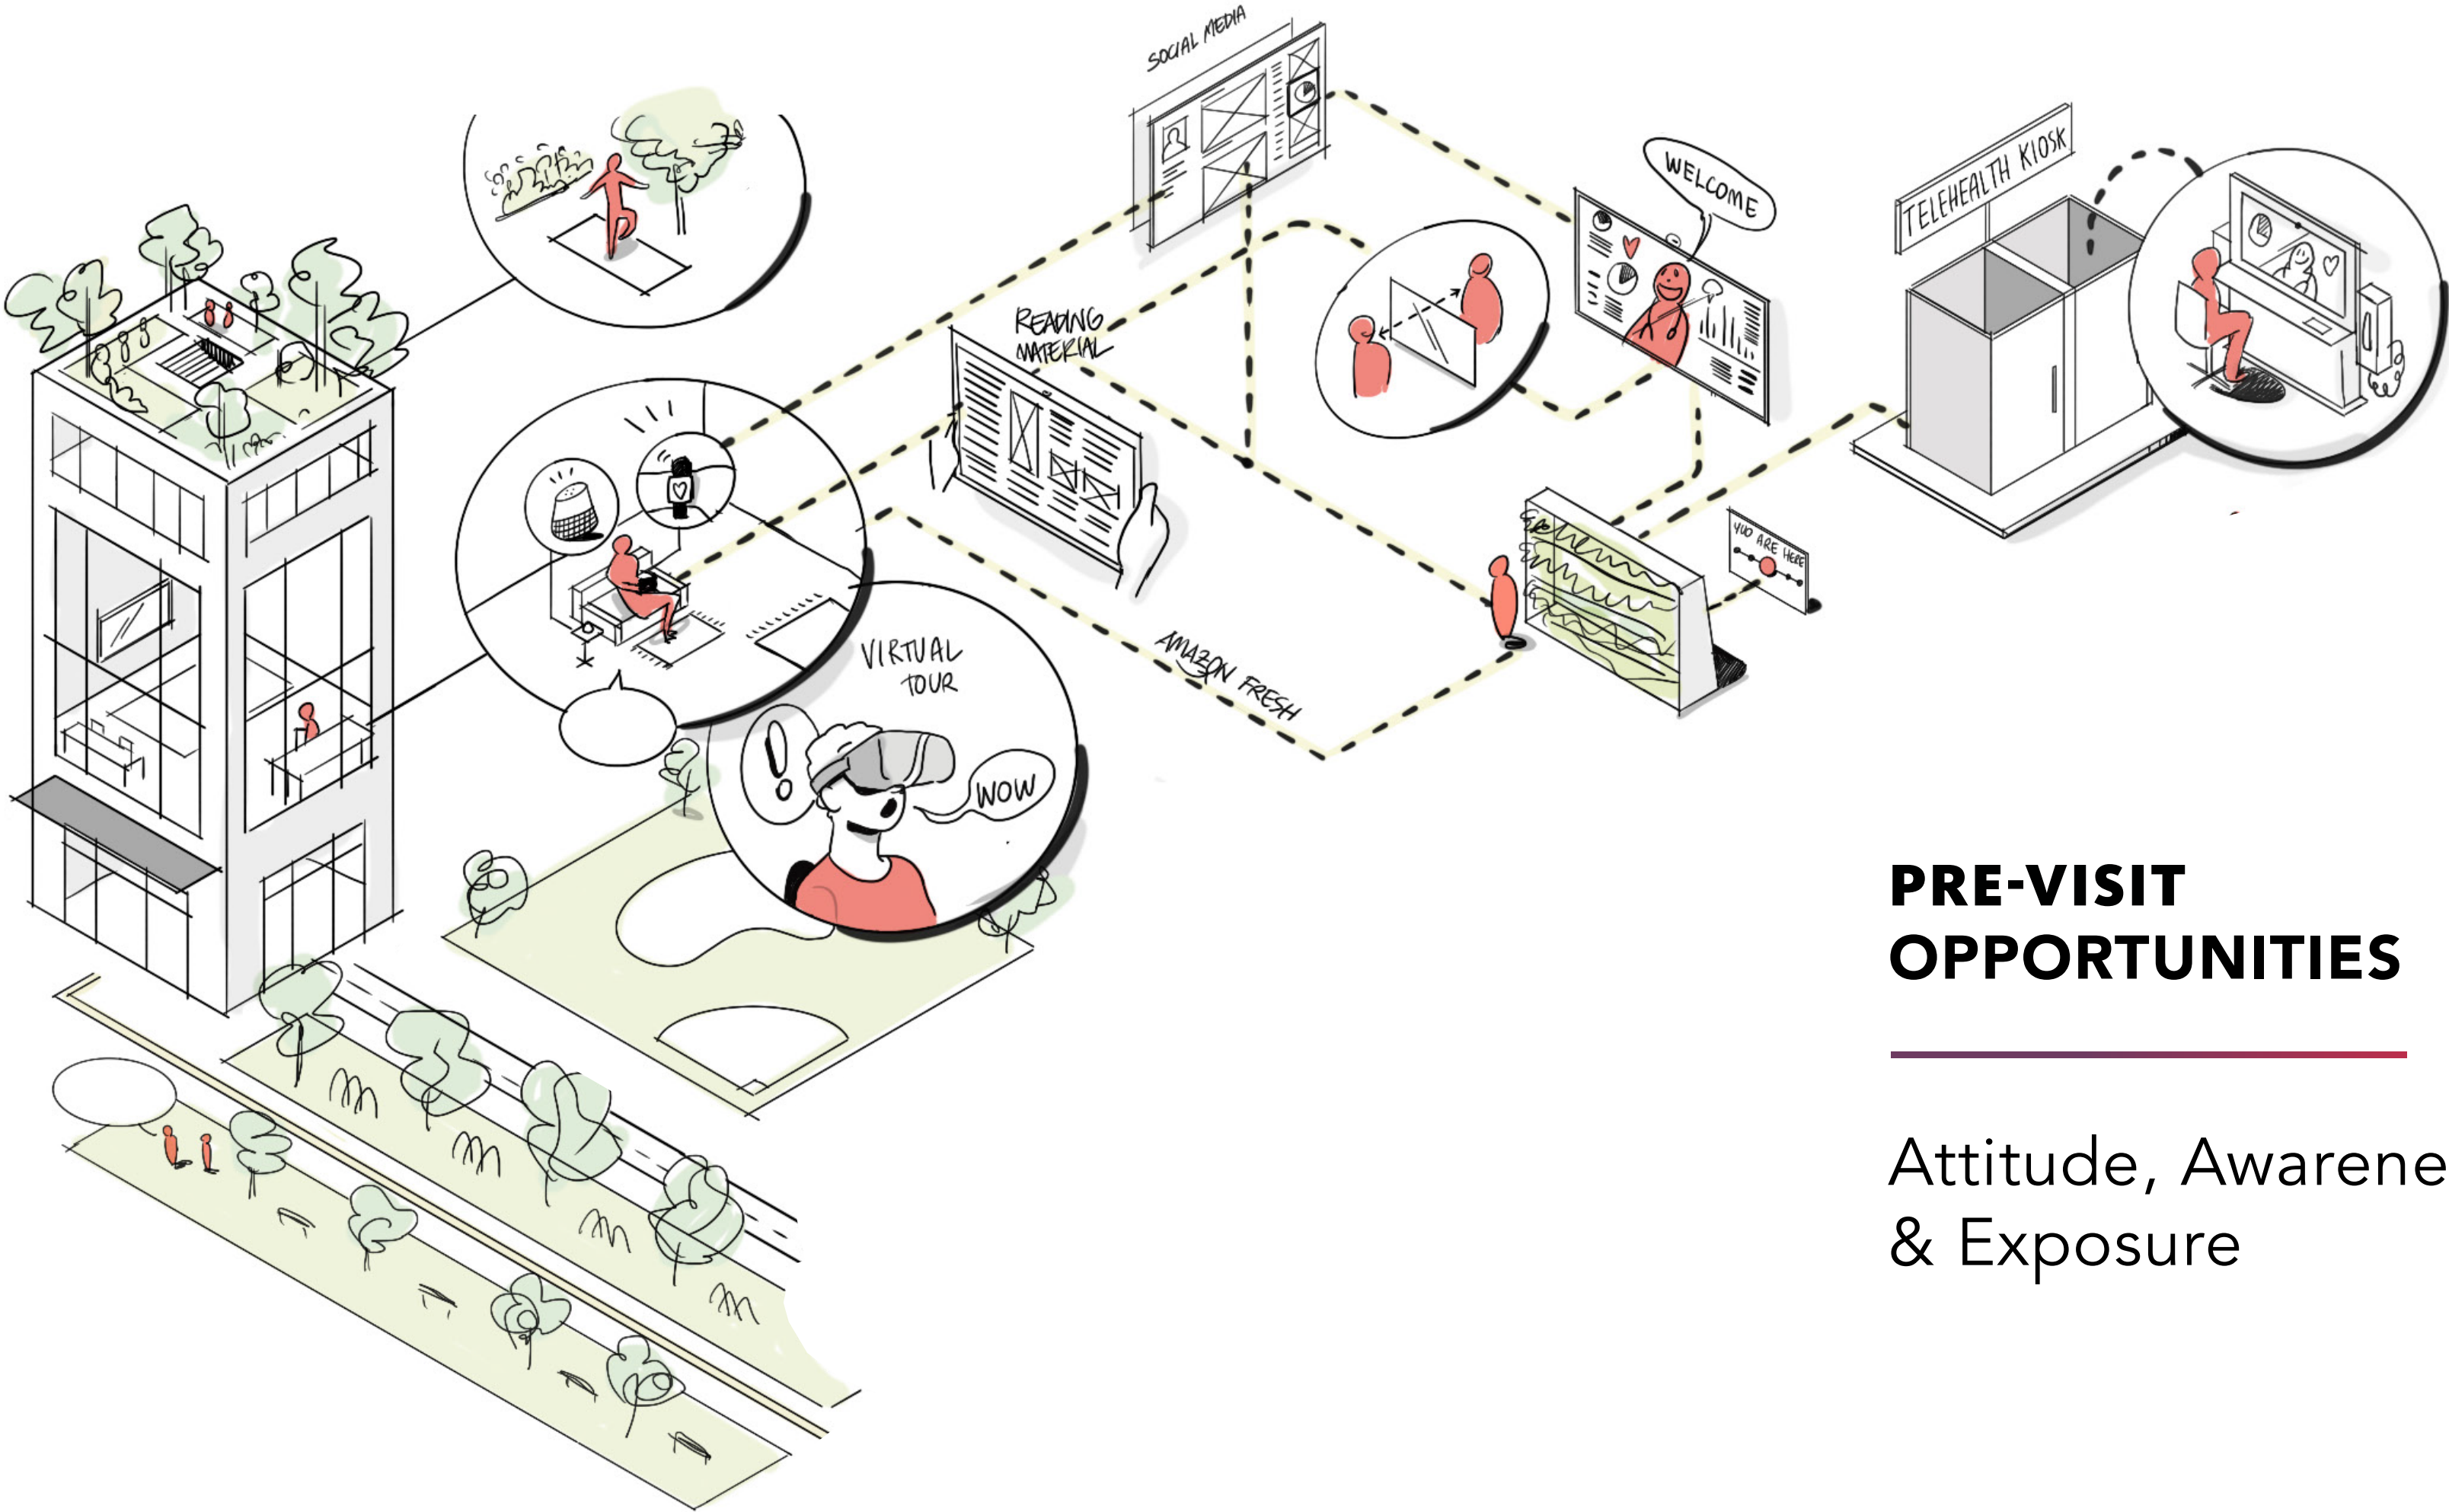 SOCIAL MEDIA
WELCOME
TELEHEALTH KIOSK
READING
MATERIAL
YUO ARE HERE
VIRTUAL
TOUR
AMAZON FRESH
WOW
PRE-VISIT
OPPORTUNITIES
Attitude, Awarene
& Exposure